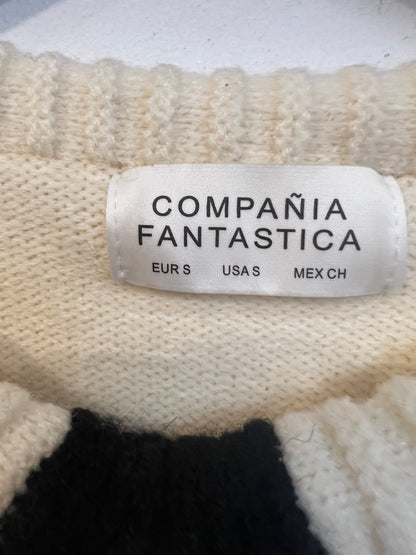 COMPAÑIA
FANTASTICA
EUR S USA S MEX CH